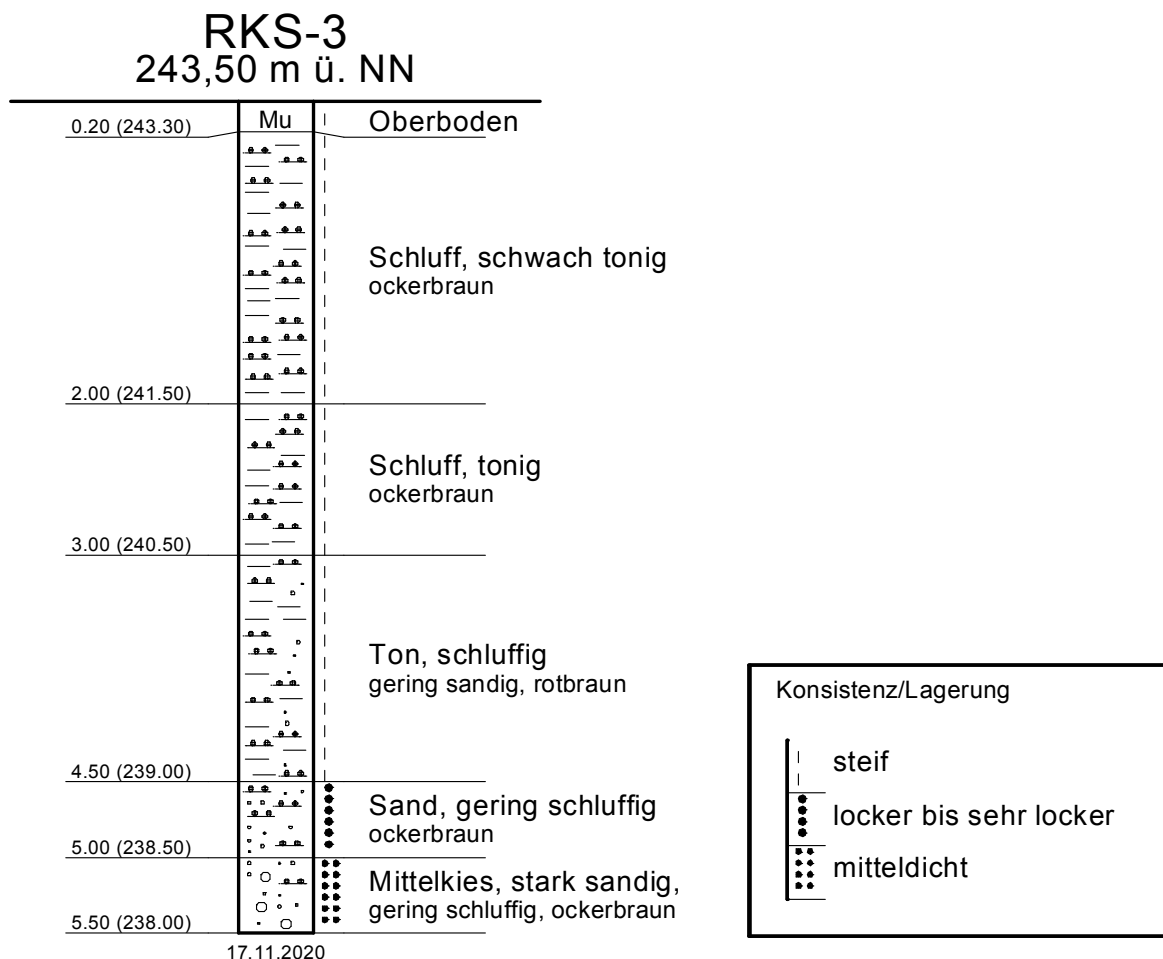 RKS-3
243,50 m ü. NN
0.20 (243.30)
Mu
Oberboden
Schluff, schwach tonig
ockerbraun
2.00 (241.50)
Schluff, tonig
ockerbraun
3.00 (240.50)
Ton, schluffig
gering sandig, rotbraun
4.50 (239.00)
Sand, gering schluffig
ockerbraun
5.00 (238.50)
Mittelkies, stark sandig,
gering schluffig, ockerbraun
5.50 (238.00)
17.11.2020
Konsistenz/Lagerung
steif
locker bis sehr locker
mitteldicht